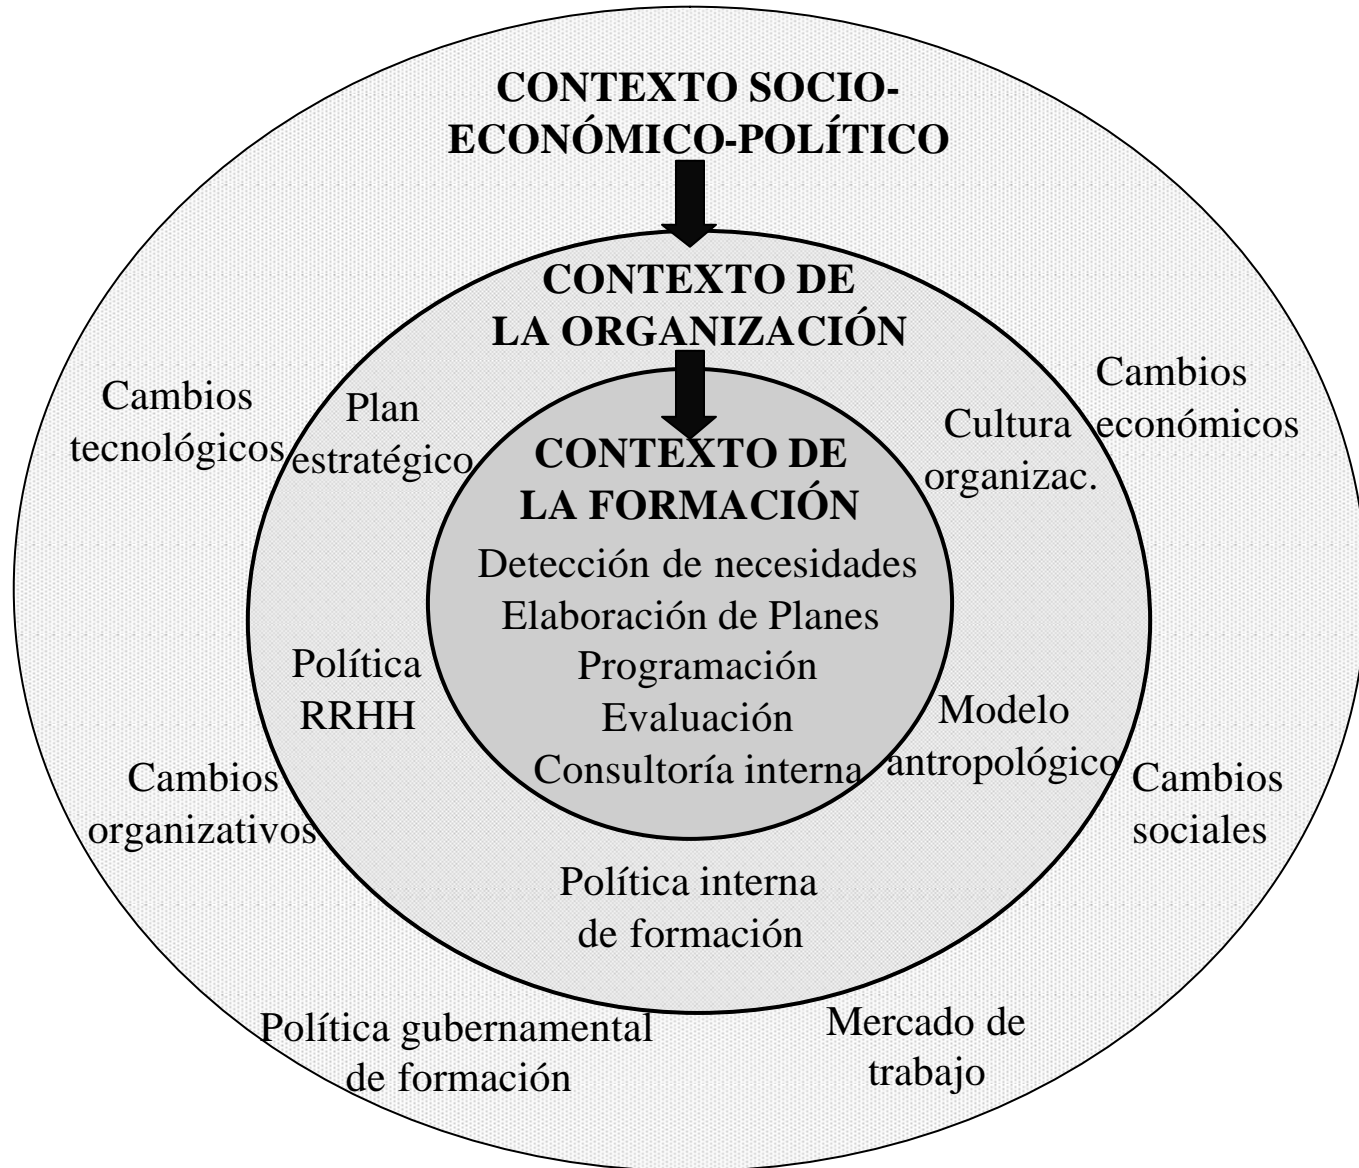 CONTEXTO SOCIO-
ECONÓMICO-POLÍTICO
CONTEXTO DE
LA ORGANIZACIÓN
Cambios
tecnológicos
Plan
estratégico
Cultura
organizac.
Cambios
económicos
CONTEXTO DE
LA FORMACIÓN
Detección de necesidades
Elaboración de Planes
Programación
Evaluación
Consultoría interna
Política
RRHH
Modelo
antropológico
Cambios
organizativos
Cambios
sociales
Política interna
de formación
Política gubernamental
de formación
Mercado de
trabajo